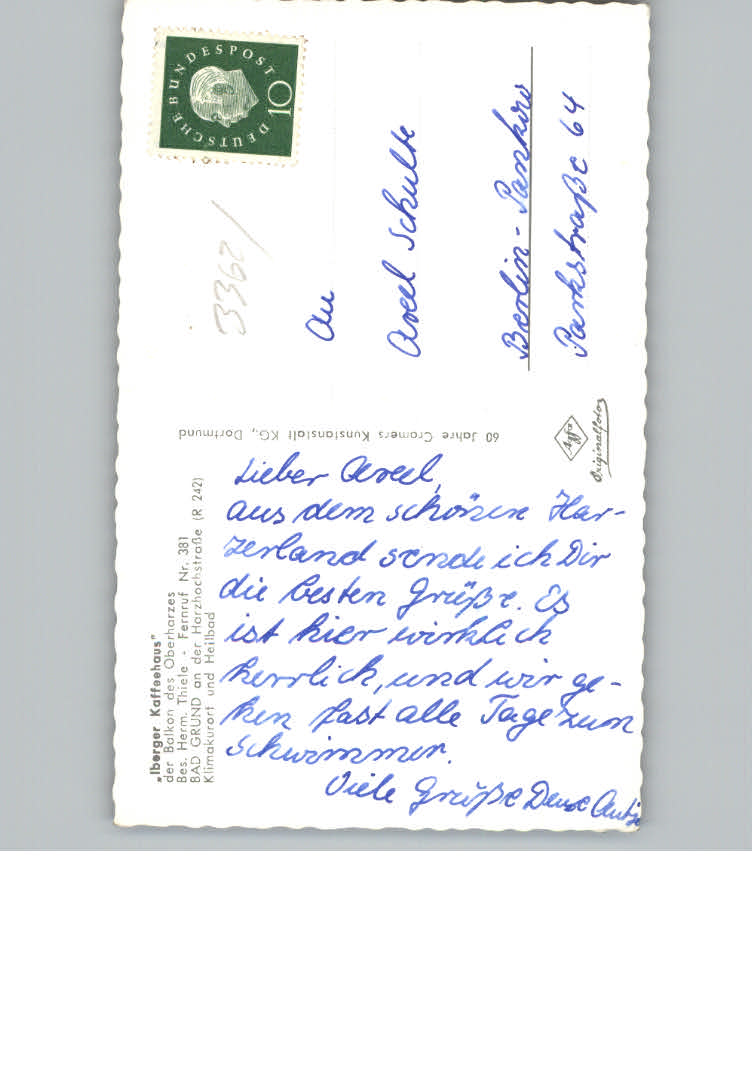 DEUTSCHE BUNDESPOST
10
3362/
An
Schulte
Berlin-Pankow
Parkstraße 64
60 Jahre Cramers Kunstanstalt KG., Dortmund
Agfa
Originalfoto
„Iberger Kaffeehaus"
der Balkon des Oberharzes
Bes. Herm. Thiele - Fernruf Nr. 381
BAD GRUND an der Harzhochstraße (R 242)
Klimakurort und Heilbad
Lieber
aus dem schönen Har-
zerland sende ich Dir
die besten Grüße. Es
ist hier wirklich
herrlich, und wir ge-
hen fast alle Tage zum
Schwimmen.
Viele Grüße Deine Antje